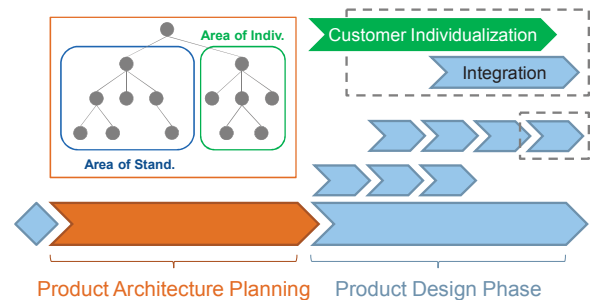 Area of Indiv.
Customer Individualization
Integration
Area of Stand.
Product Architecture Planning
Product Design Phase